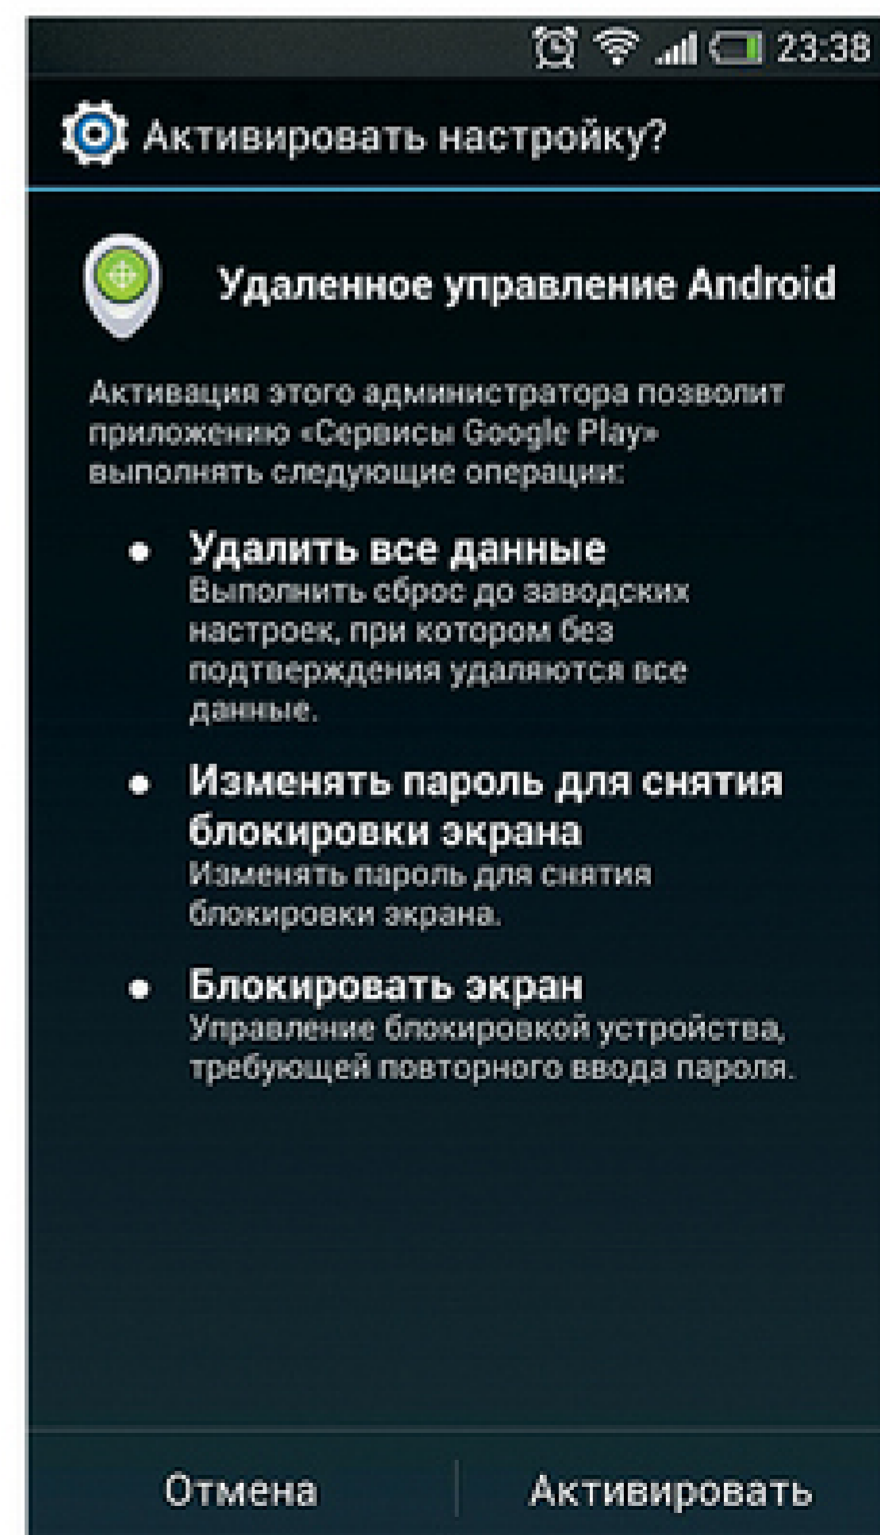 23:38
Активировать настройку?
Удаленное управление Android
Активация этого администратора позволит
приложению «Сервисы Google Play»
выполнять следующие операции:
• Удалить все данные
Выполнить сброс до заводских
настроек, при котором без
подтверждения удаляются все
данные.
• Изменять пароль для снятия
блокировки экрана
Изменять пароль для снятия
блокировки экрана.
• Блокировать экран
Управление блокировкой устройства,
требующей повторного ввода пароля.
Отмена Активировать